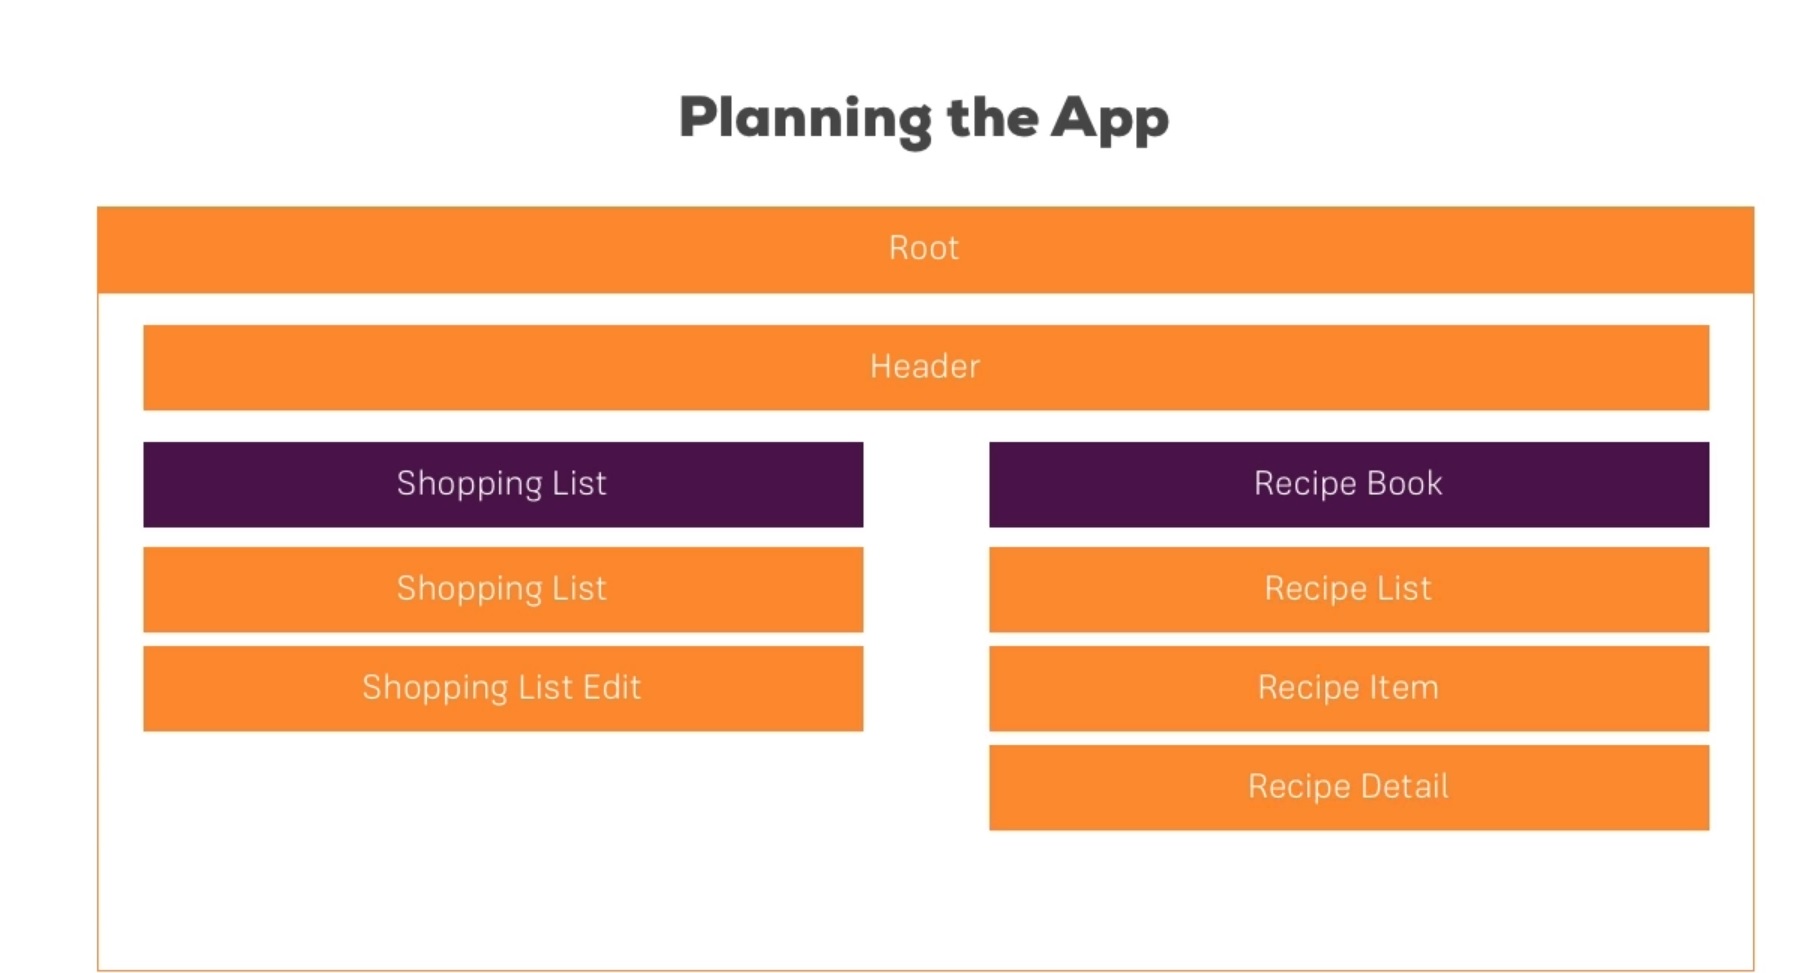 Planning the App
Root
Header
Shopping List
Recipe Book
Shopping List
Recipe List
Shopping List Edit
Recipe Item
Recipe Detail